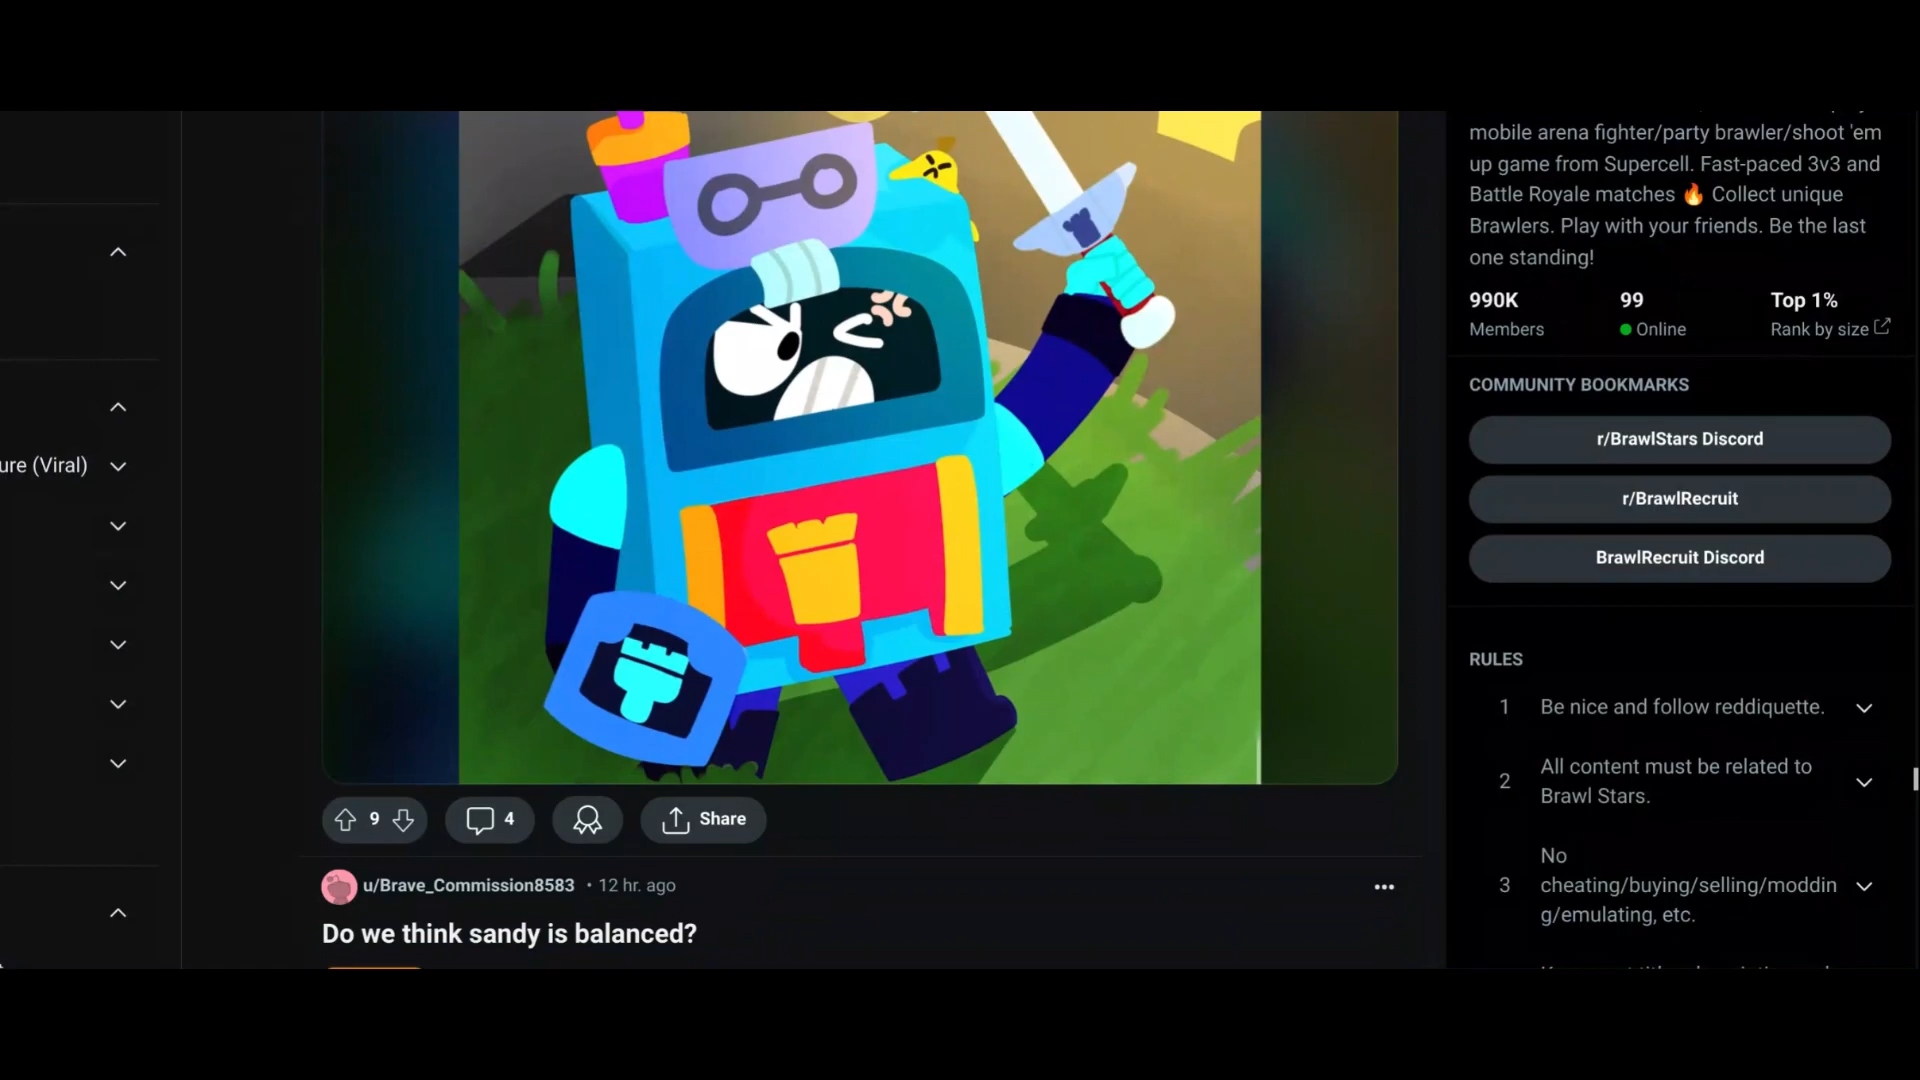 ure (Viral)
9
4
Share
u/Brave_Commission8583 • 12 hr. ago
Do we think sandy is balanced?
mobile arena fighter/party brawler/shoot 'em
up game from Supercell. Fast-paced 3v3 and
Battle Royale matches 🔥 Collect unique
Brawlers. Play with your friends. Be the last
one standing!
990K
Members
99
Online
Top 1%
Rank by size
COMMUNITY BOOKMARKS
r/BrawlStars Discord
r/BrawlRecruit
BrawlRecruit Discord
RULES
1 Be nice and follow reddiquette.
2 All content must be related to
Brawl Stars.
3 No
cheating/buying/selling/moddin
g/emulating, etc.